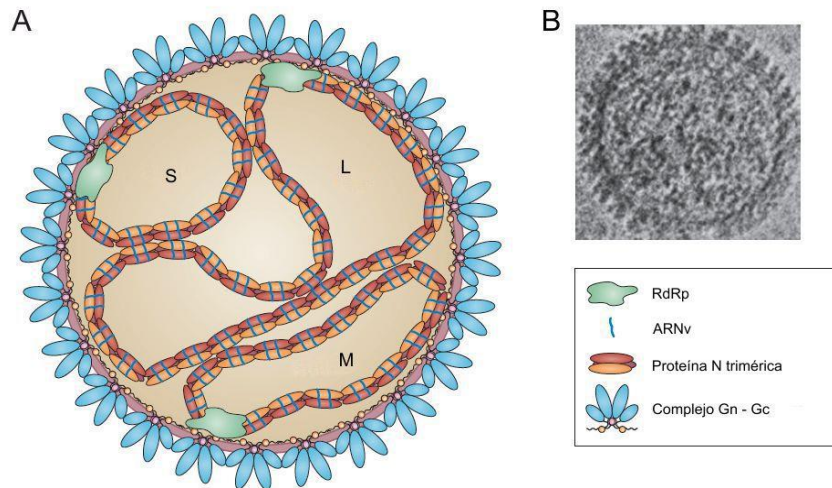 A
B
S
L
M
RdRp
ARNv
Proteína N trimérica
Complejo Gn - Gc